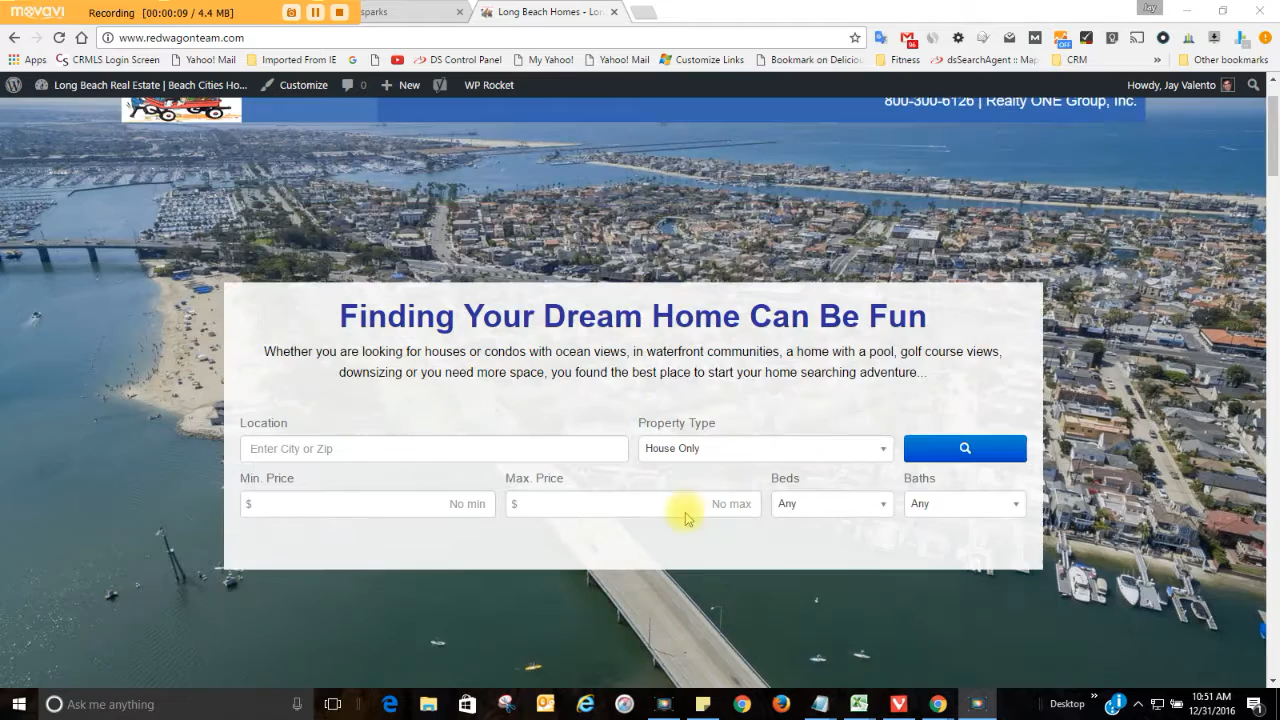 movavi
Recording [00:00:09 / 4.4 MB]
sparks
Long Beach Homes - Lon
Jay
www.redwagonteam.com
96
OFF
Apps
CRMLS Login Screen
Yahoo! Mail
Imported From IE
DS Control Panel
My Yahoo!
Yahoo! Mail
Customize Links
Bookmark on Delicio
Fitness
dsSearchAgent :: Map
CRM
»
Other bookmarks
Long Beach Real Estate | Beach Cities Ho...
Customize
0
New
WP Rocket
Howdy, Jay Valento
800-300-6126 | Realty ONE Group, Inc.
Finding Your Dream Home Can Be Fun
Whether you are looking for houses or condos with ocean views, in waterfront communities, a home with a pool, golf course views,
downsizing or you need more space, you found the best place to start your home searching adventure...
Location
Property Type
Enter City or Zip
House Only
Min. Price
Max. Price
Beds
Baths
$ No min
$ No max
Any
Any
Ask me anything
Desktop
»
10:51 AM
12/31/2016